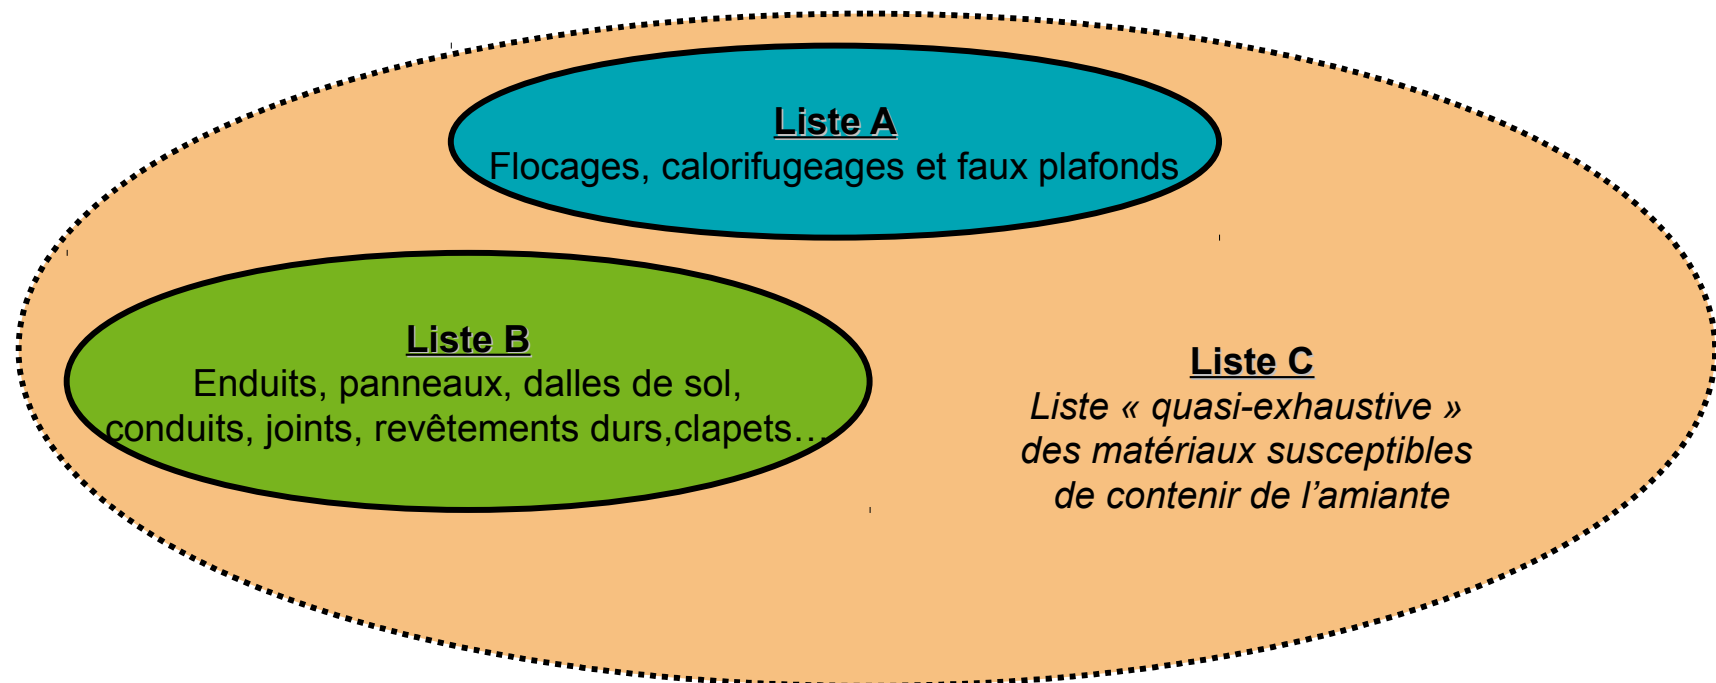 Liste A
Flocages, calorifugeages et faux plafonds
Liste B
Enduits, panneaux, dalles de sol,
conduits, joints, revêtements durs,clapets…
Liste C
Liste « quasi-exhaustive »
des matériaux susceptibles
de contenir de l’amiante